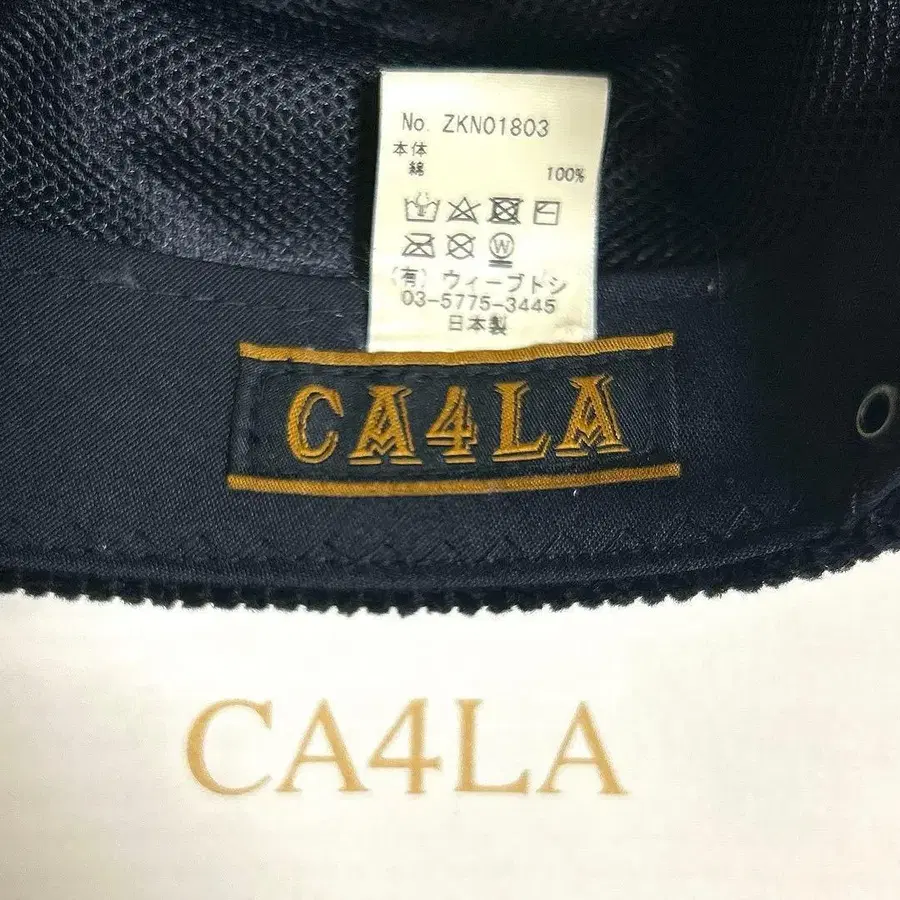 No. ZKN01803
本体
綿 100%
W
(有) ウィーブトシ
03-5775-3445
日本製
CA4LA
CA4LA